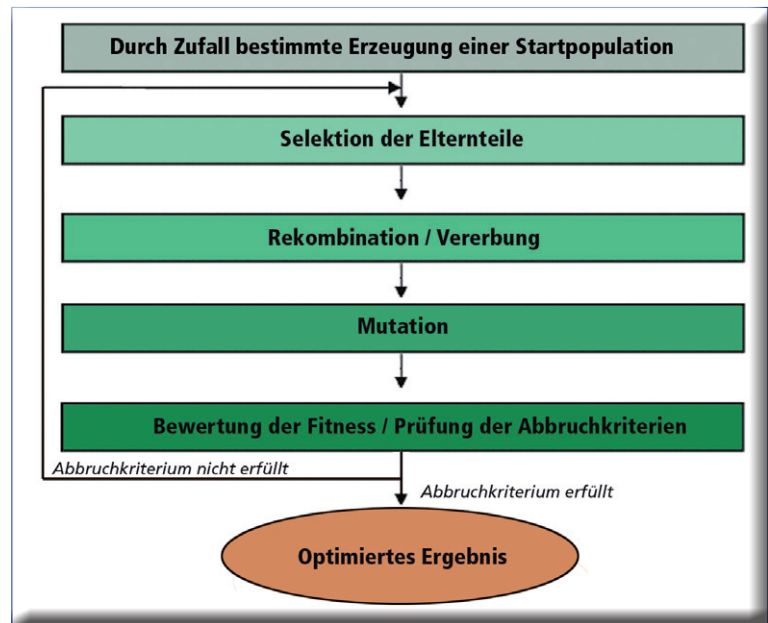 Durch Zufall bestimmte Erzeugung einer Startpopulation
Selektion der Elternteile
Rekombination / Vererbung
Mutation
Bewertung der Fitness / Prüfung der Abbruchkriterien
Abbruchkriterium nicht erfüllt
Abbruchkriterium erfüllt
Optimiertes Ergebnis